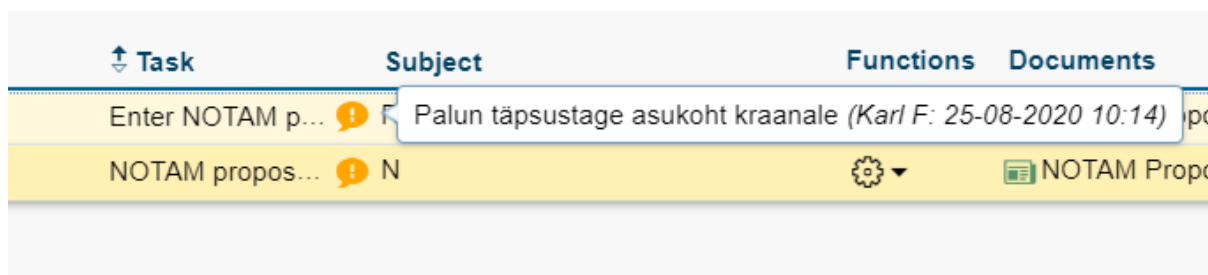 Task Subject Functions Documents
Enter NOTAM p... Palun täpsustage asukoht kraanale (Karl F: 25-08-2020 10:14)
NOTAM propos... N NOTAM Propo